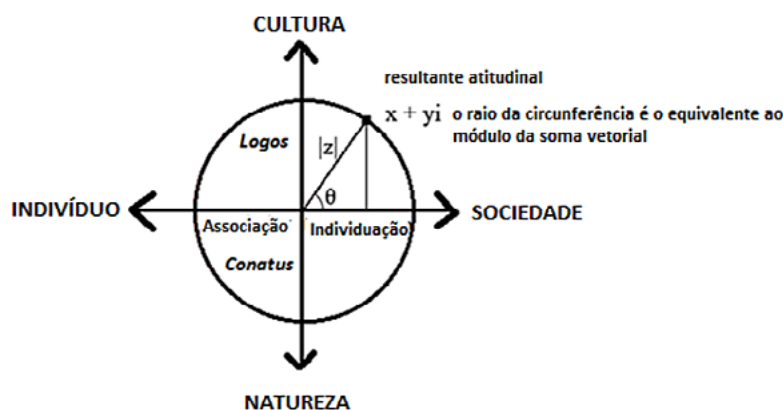 CULTURA
resultante atitudinal
x + yi o raio da circunferência é o equivalente ao
módulo da soma vetorial
Logos
|z|
θ
INDIVÍDUO
SOCIEDADE
Associação
Individuação
Conatus
NATUREZA